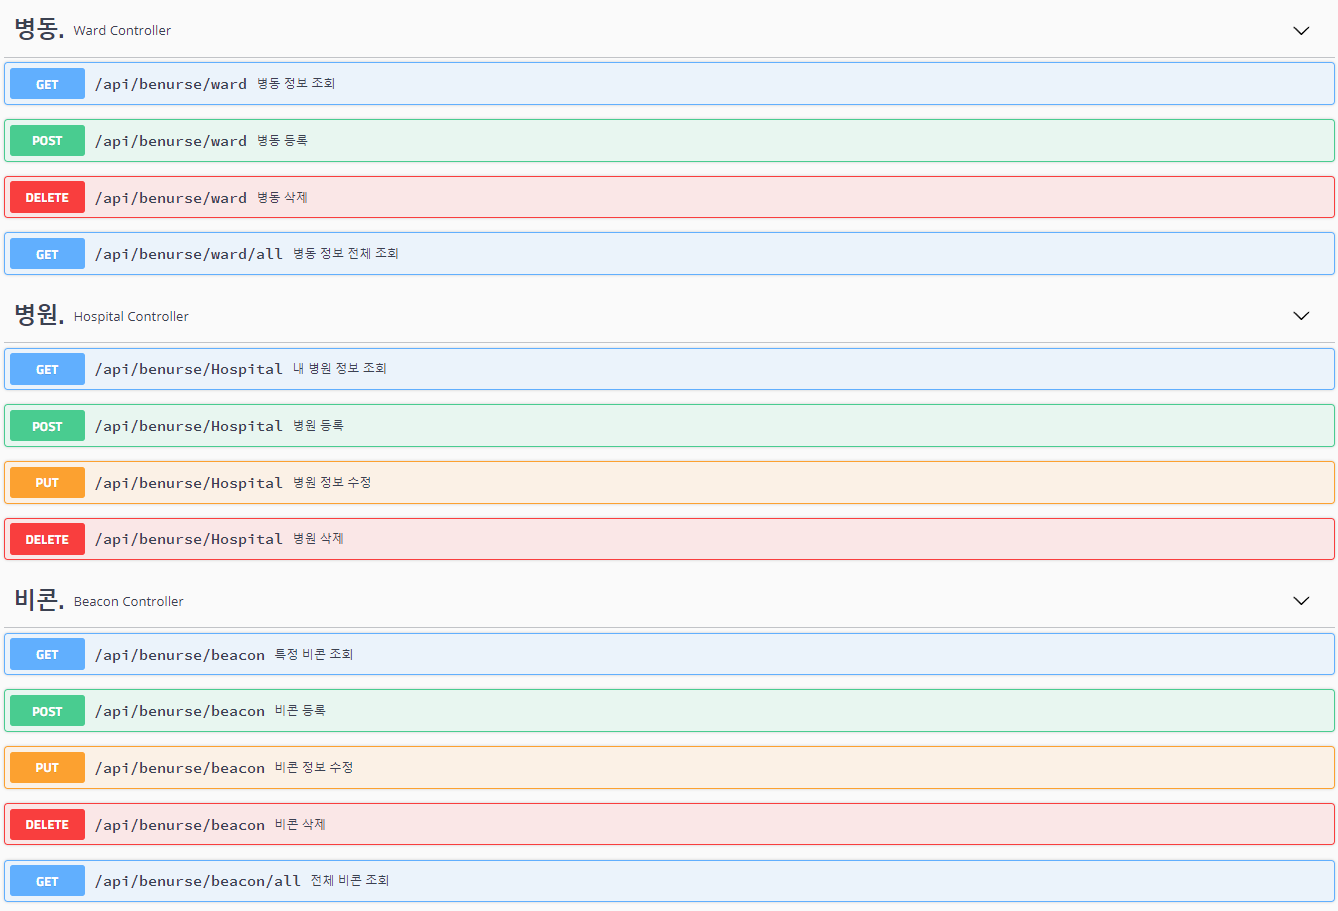 병동. Ward Controller
GET /api/benurse/ward 병동 정보 조회
POST /api/benurse/ward 병동 등록
DELETE /api/benurse/ward 병동 삭제
GET /api/benurse/ward/all 병동 정보 전체 조회
병원. Hospital Controller
GET /api/benurse/Hospital 내 병원 정보 조회
POST /api/benurse/Hospital 병원 등록
PUT /api/benurse/Hospital 병원 정보 수정
DELETE /api/benurse/Hospital 병원 삭제
비콘. Beacon Controller
GET /api/benurse/beacon 특정 비콘 조회
POST /api/benurse/beacon 비콘 등록
PUT /api/benurse/beacon 비콘 정보 수정
DELETE /api/benurse/beacon 비콘 삭제
GET /api/benurse/beacon/all 전체 비콘 조회